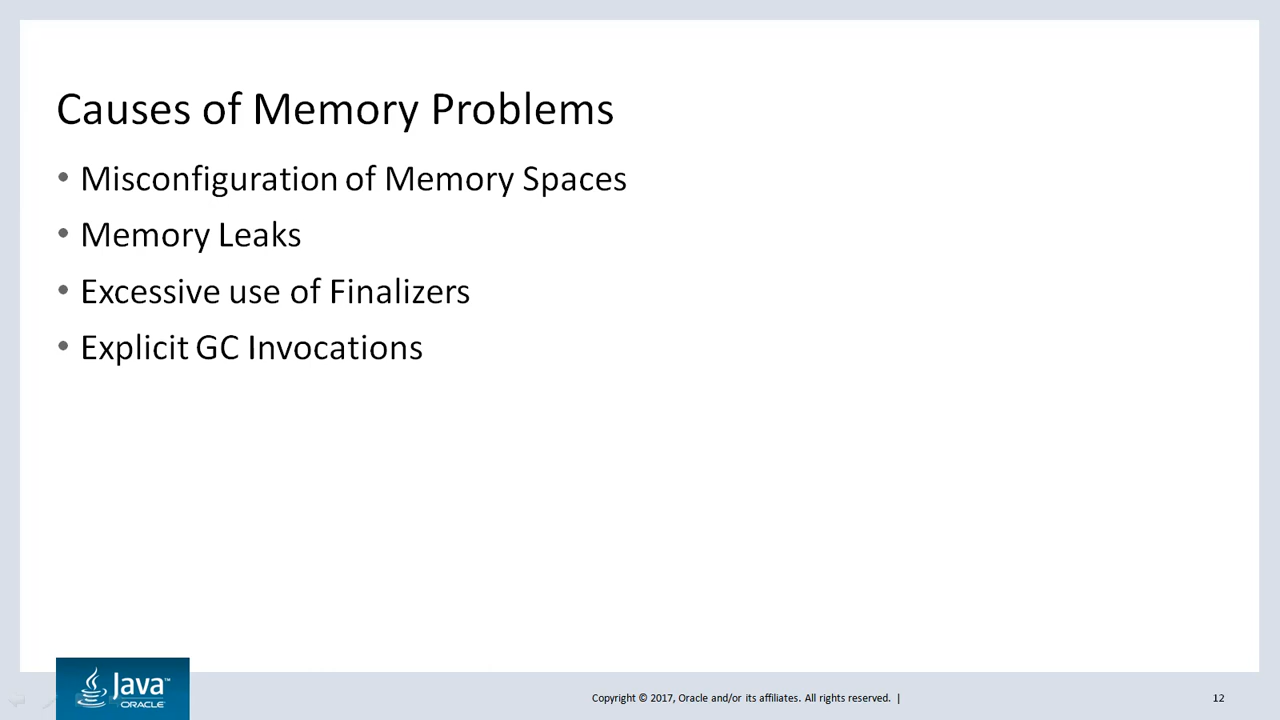 Causes of Memory Problems
• Misconfiguration of Memory Spaces
• Memory Leaks
• Excessive use of Finalizers
• Explicit GC Invocations
Java™
ORACLE
Copyright © 2017, Oracle and/or its affiliates. All rights reserved. |
12